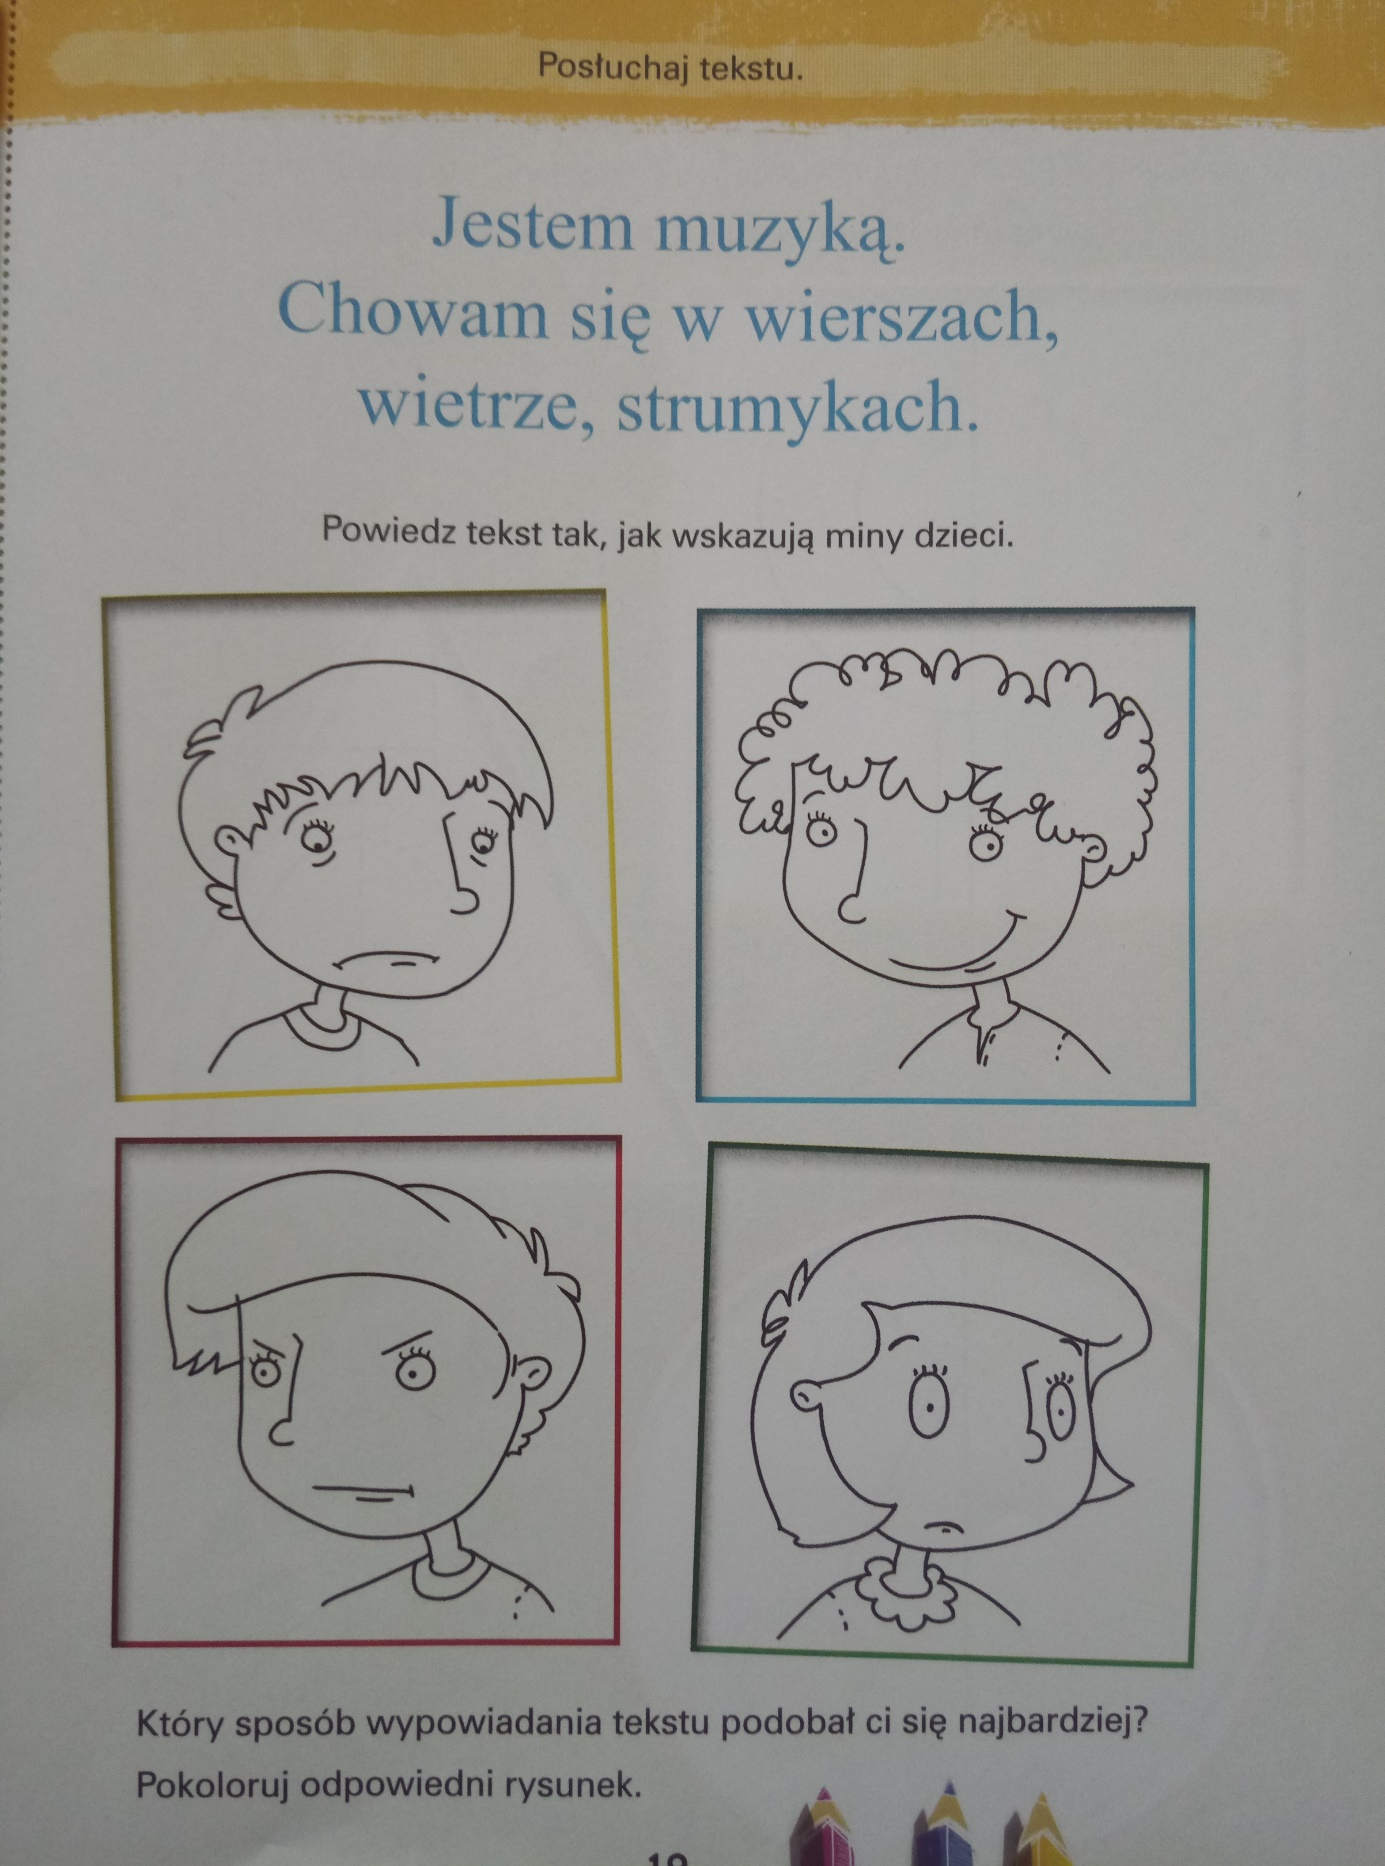 Posłuchaj tekstu.
Jestem muzyką.
Chowam się w wierszach,
wietrze, strumykach.
Powiedz tekst tak, jak wskazują miny dzieci.
Który sposób wypowiadania tekstu podobał ci się najbardziej?
Pokoloruj odpowiedni rysunek.